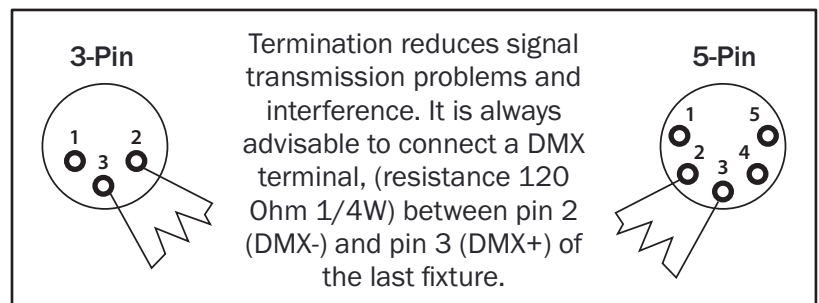 3-Pin
1
2
3
Termination reduces signal
transmission problems and
interference. It is always
advisable to connect a DMX
terminal, (resistance 120
Ohm 1/4W) between pin 2
(DMX-) and pin 3 (DMX+) of
the last fixture.
5-Pin
1
5
2
4
3